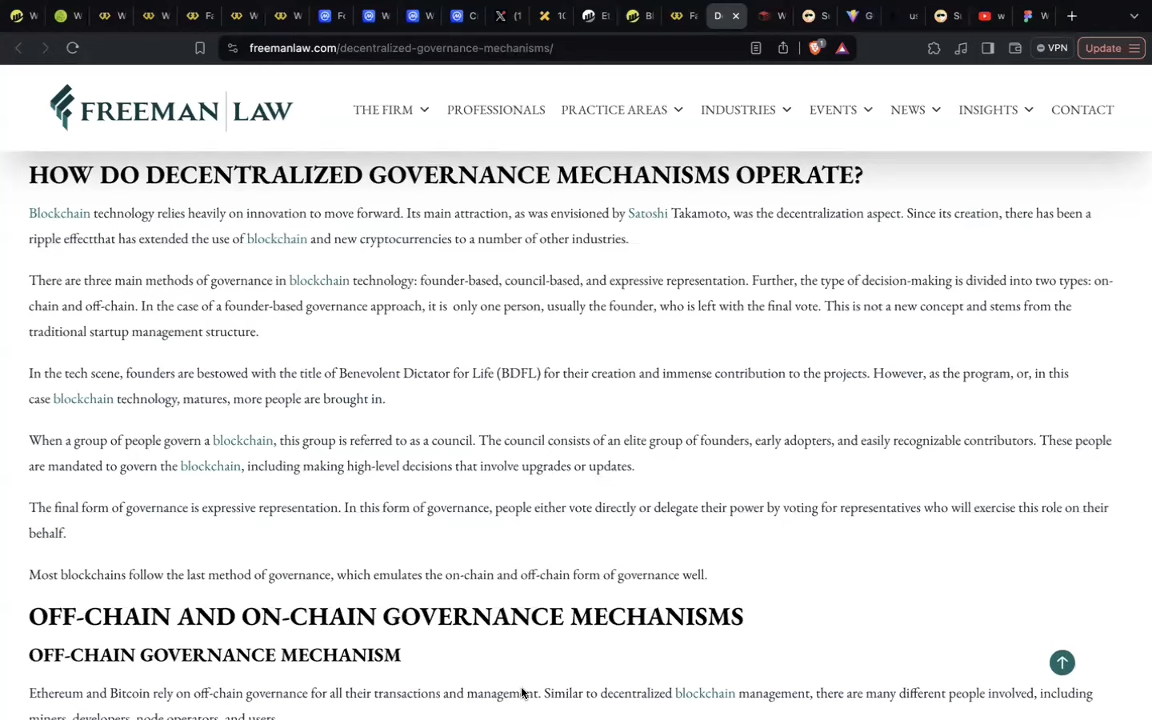 W
W
W
W
Fa
W
W
Fo
W
W
C
(1
10
Et
Bl
Fa
D
W
S
G
us
S
w
W
freemanlaw.com/decentralized-governance-mechanisms/
1
VPN
Update
FREEMAN LAW
THE FIRM
PROFESSIONALS
PRACTICE AREAS
INDUSTRIES
EVENTS
NEWS
INSIGHTS
CONTACT
HOW DO DECENTRALIZED GOVERNANCE MECHANISMS OPERATE?
Blockchain technology relies heavily on innovation to move forward. Its main attraction, as was envisioned by Satoshi Takamoto, was the decentralization aspect. Since its creation, there has been a
ripple effectthat has extended the use of blockchain and new cryptocurrencies to a number of other industries.
There are three main methods of governance in blockchain technology: founder-based, council-based, and expressive representation. Further, the type of decision-making is divided into two types: on-
chain and off-chain. In the case of a founder-based governance approach, it is only one person, usually the founder, who is left with the final vote. This is not a new concept and stems from the
traditional startup management structure.
In the tech scene, founders are bestowed with the title of Benevolent Dictator for Life (BDFL) for their creation and immense contribution to the projects. However, as the program, or, in this
case blockchain technology, matures, more people are brought in.
When a group of people govern a blockchain, this group is referred to as a council. The council consists of an elite group of founders, early adopters, and easily recognizable contributors. These people
are mandated to govern the blockchain, including making high-level decisions that involve upgrades or updates.
The final form of governance is expressive representation. In this form of governance, people either vote directly or delegate their power by voting for representatives who will exercise this role on their
behalf.
Most blockchains follow the last method of governance, which emulates the on-chain and off-chain form of governance well.
OFF-CHAIN AND ON-CHAIN GOVERNANCE MECHANISMS
OFF-CHAIN GOVERNANCE MECHANISM
Ethereum and Bitcoin rely on off-chain governance for all their transactions and management. Similar to decentralized blockchain management, there are many different people involved, including
miners, developers, node operators, and users.